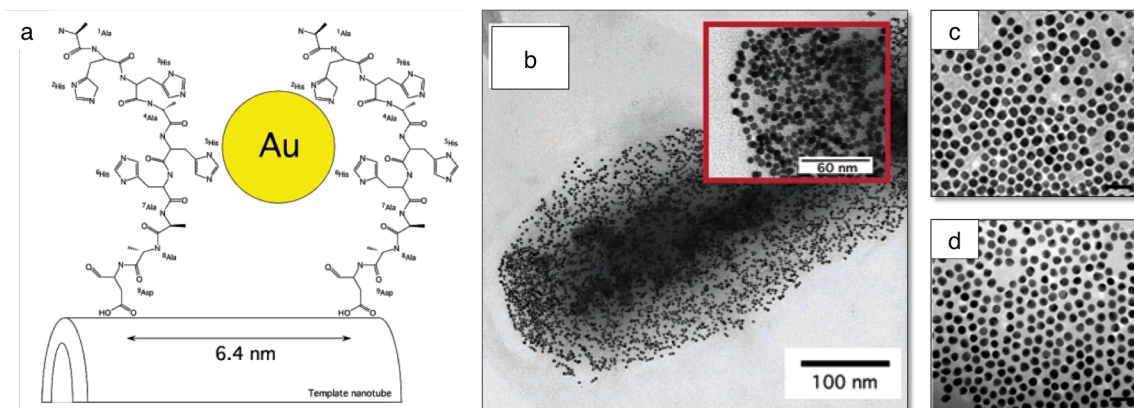 a
N
¹Ala
O
N
O
²His
N
N
³His
N
N
O
N
⁴Ala
O
N
⁵His
N
N
O
N
N
⁶His
N
O
⁷Ala
N
O
N
⁸Ala
O
N
O
⁹Asp
HO
O
N
¹Ala
O
N
O
²His
N
N
³His
N
N
O
N
⁴Ala
O
N
⁵His
N
N
O
N
N
⁶His
N
O
⁷Ala
N
O
N
⁸Ala
O
N
O
⁹Asp
HO
O
Au
6.4 nm
Template nanotube
b
60 nm
100 nm
c
d